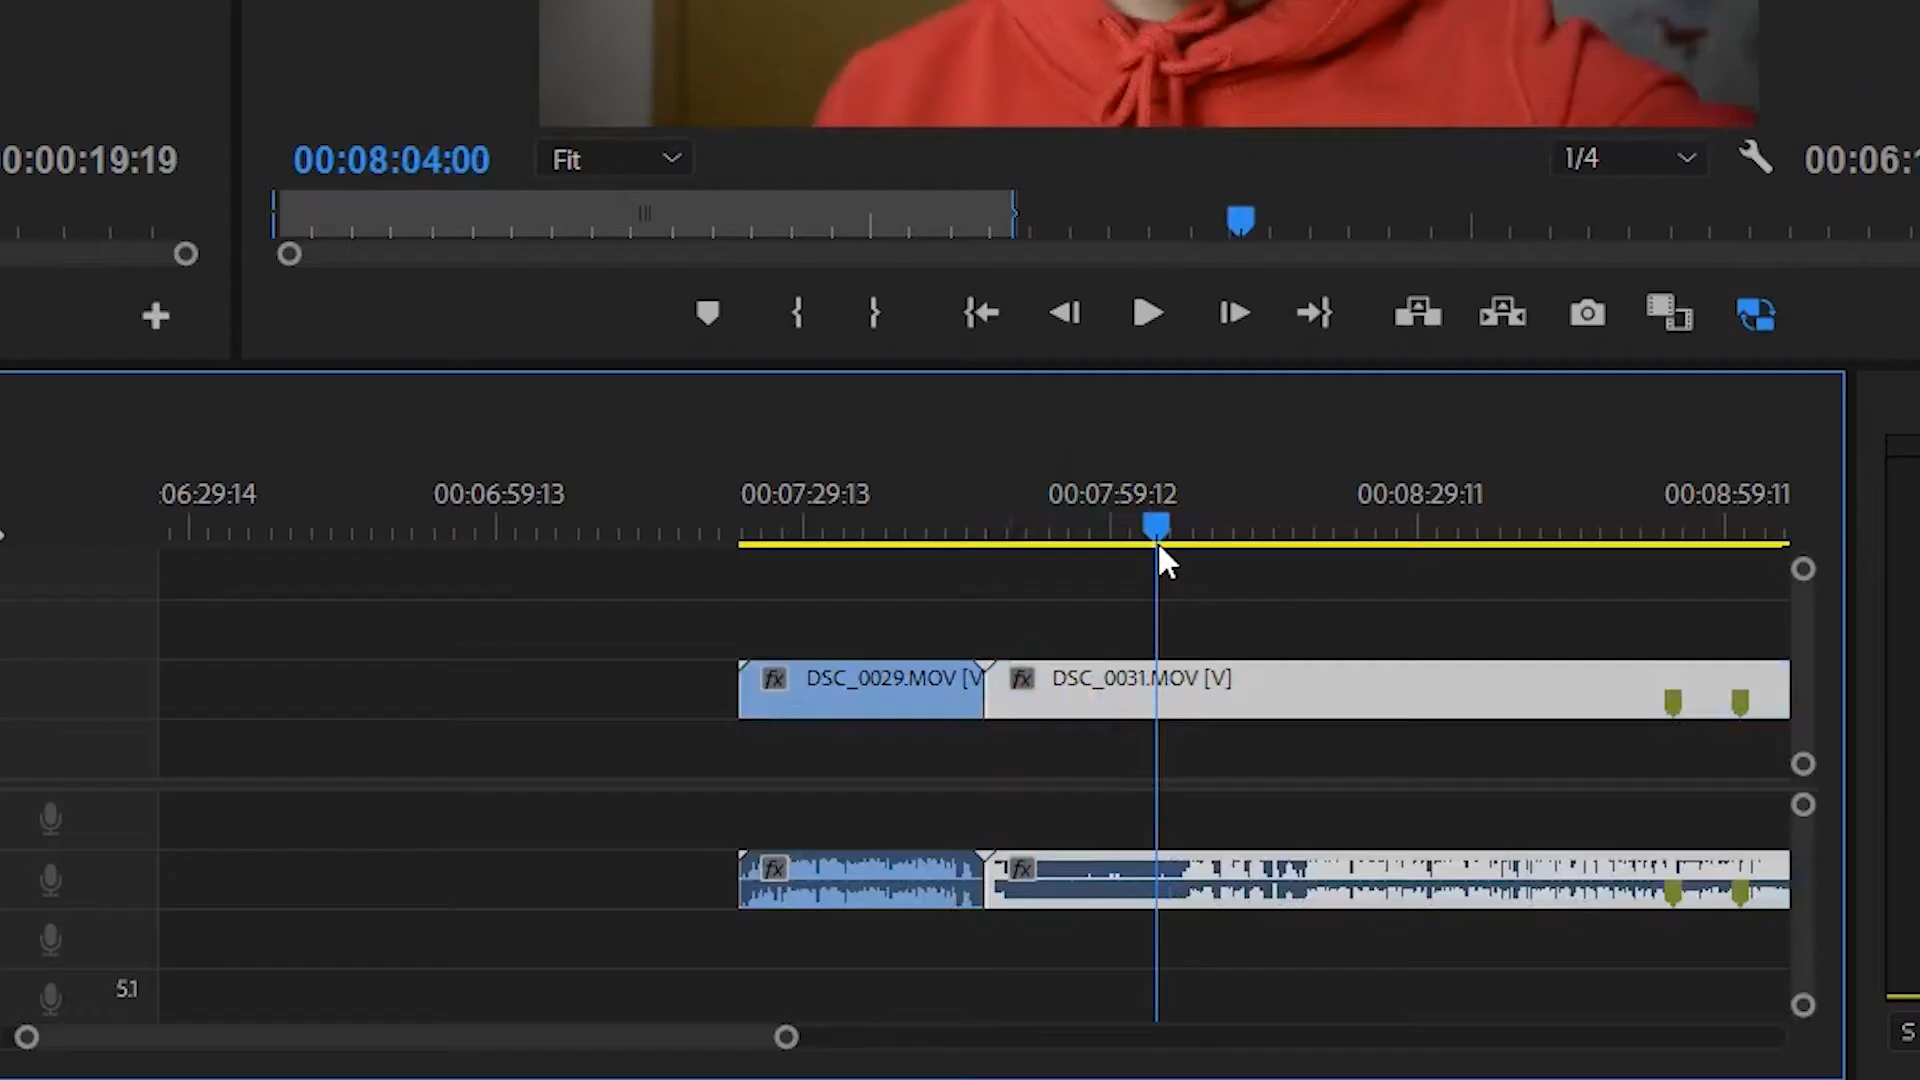 0:00:19:19
00:08:04:00
Fit
1/4
00:06:1
:06:29:14
00:06:59:13
00:07:29:13
00:07:59:12
00:08:29:11
00:08:59:11
fx
DSC_0029.MOV [V
fx
DSC_0031.MOV [V]
fx
fx
5.1
S